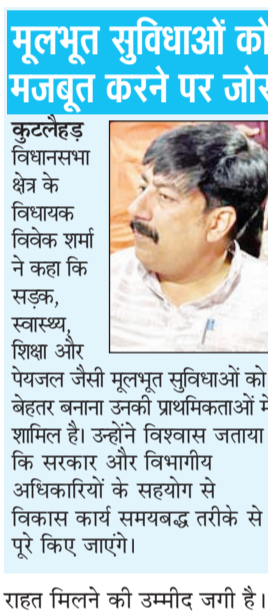 मूलभूत सुविधाओं को
मजबूत करने पर जोर
कुटलैहड़
विधानसभा
क्षेत्र के
विधायक
विवेक शर्मा
ने कहा कि
सड़क,
स्वास्थ्य,
शिक्षा और
पेयजल जैसी मूलभूत सुविधाओं को
बेहतर बनाना उनकी प्राथमिकताओं में
शामिल है। उन्होंने विश्वास जताया
कि सरकार और विभागीय
अधिकारियों के सहयोग से
विकास कार्य समयबद्ध तरीके से
पूरे किए जाएंगे।
राहत मिलने की उम्मीद जगी है।